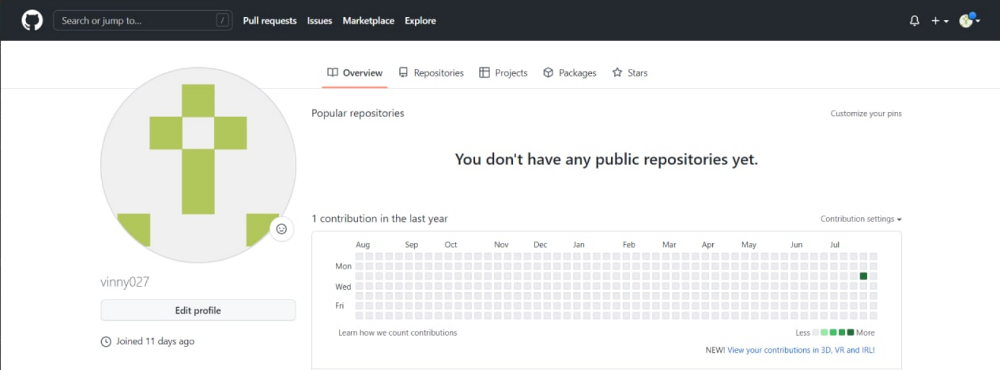 Search or jump to... /
Pull requests Issues Marketplace Explore
Overview Repositories Projects Packages Stars
Popular repositories
Customize your pins
You don't have any public repositories yet.
1 contribution in the last year
Contribution settings
Aug Sep Oct Nov Dec Jan Feb Mar Apr May Jun Jul
Mon
Wed
Fri
Learn how we count contributions
Less More
NEW! View your contributions in 3D, VR and IRL!
vinny027
Edit profile
Joined 11 days ago